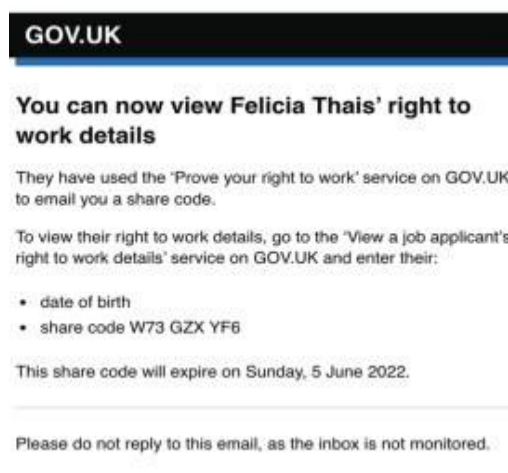 GOV.UK
You can now view Felicia Thais' right to
work details
They have used the 'Prove your right to work' service on GOV.UK
to email you a share code.
To view their right to work details, go to the 'View a job applicant's
right to work details' service on GOV.UK and enter their:
• date of birth
• share code W73 GZX YF6
This share code will expire on Sunday, 5 June 2022.
Please do not reply to this email, as the inbox is not monitored.